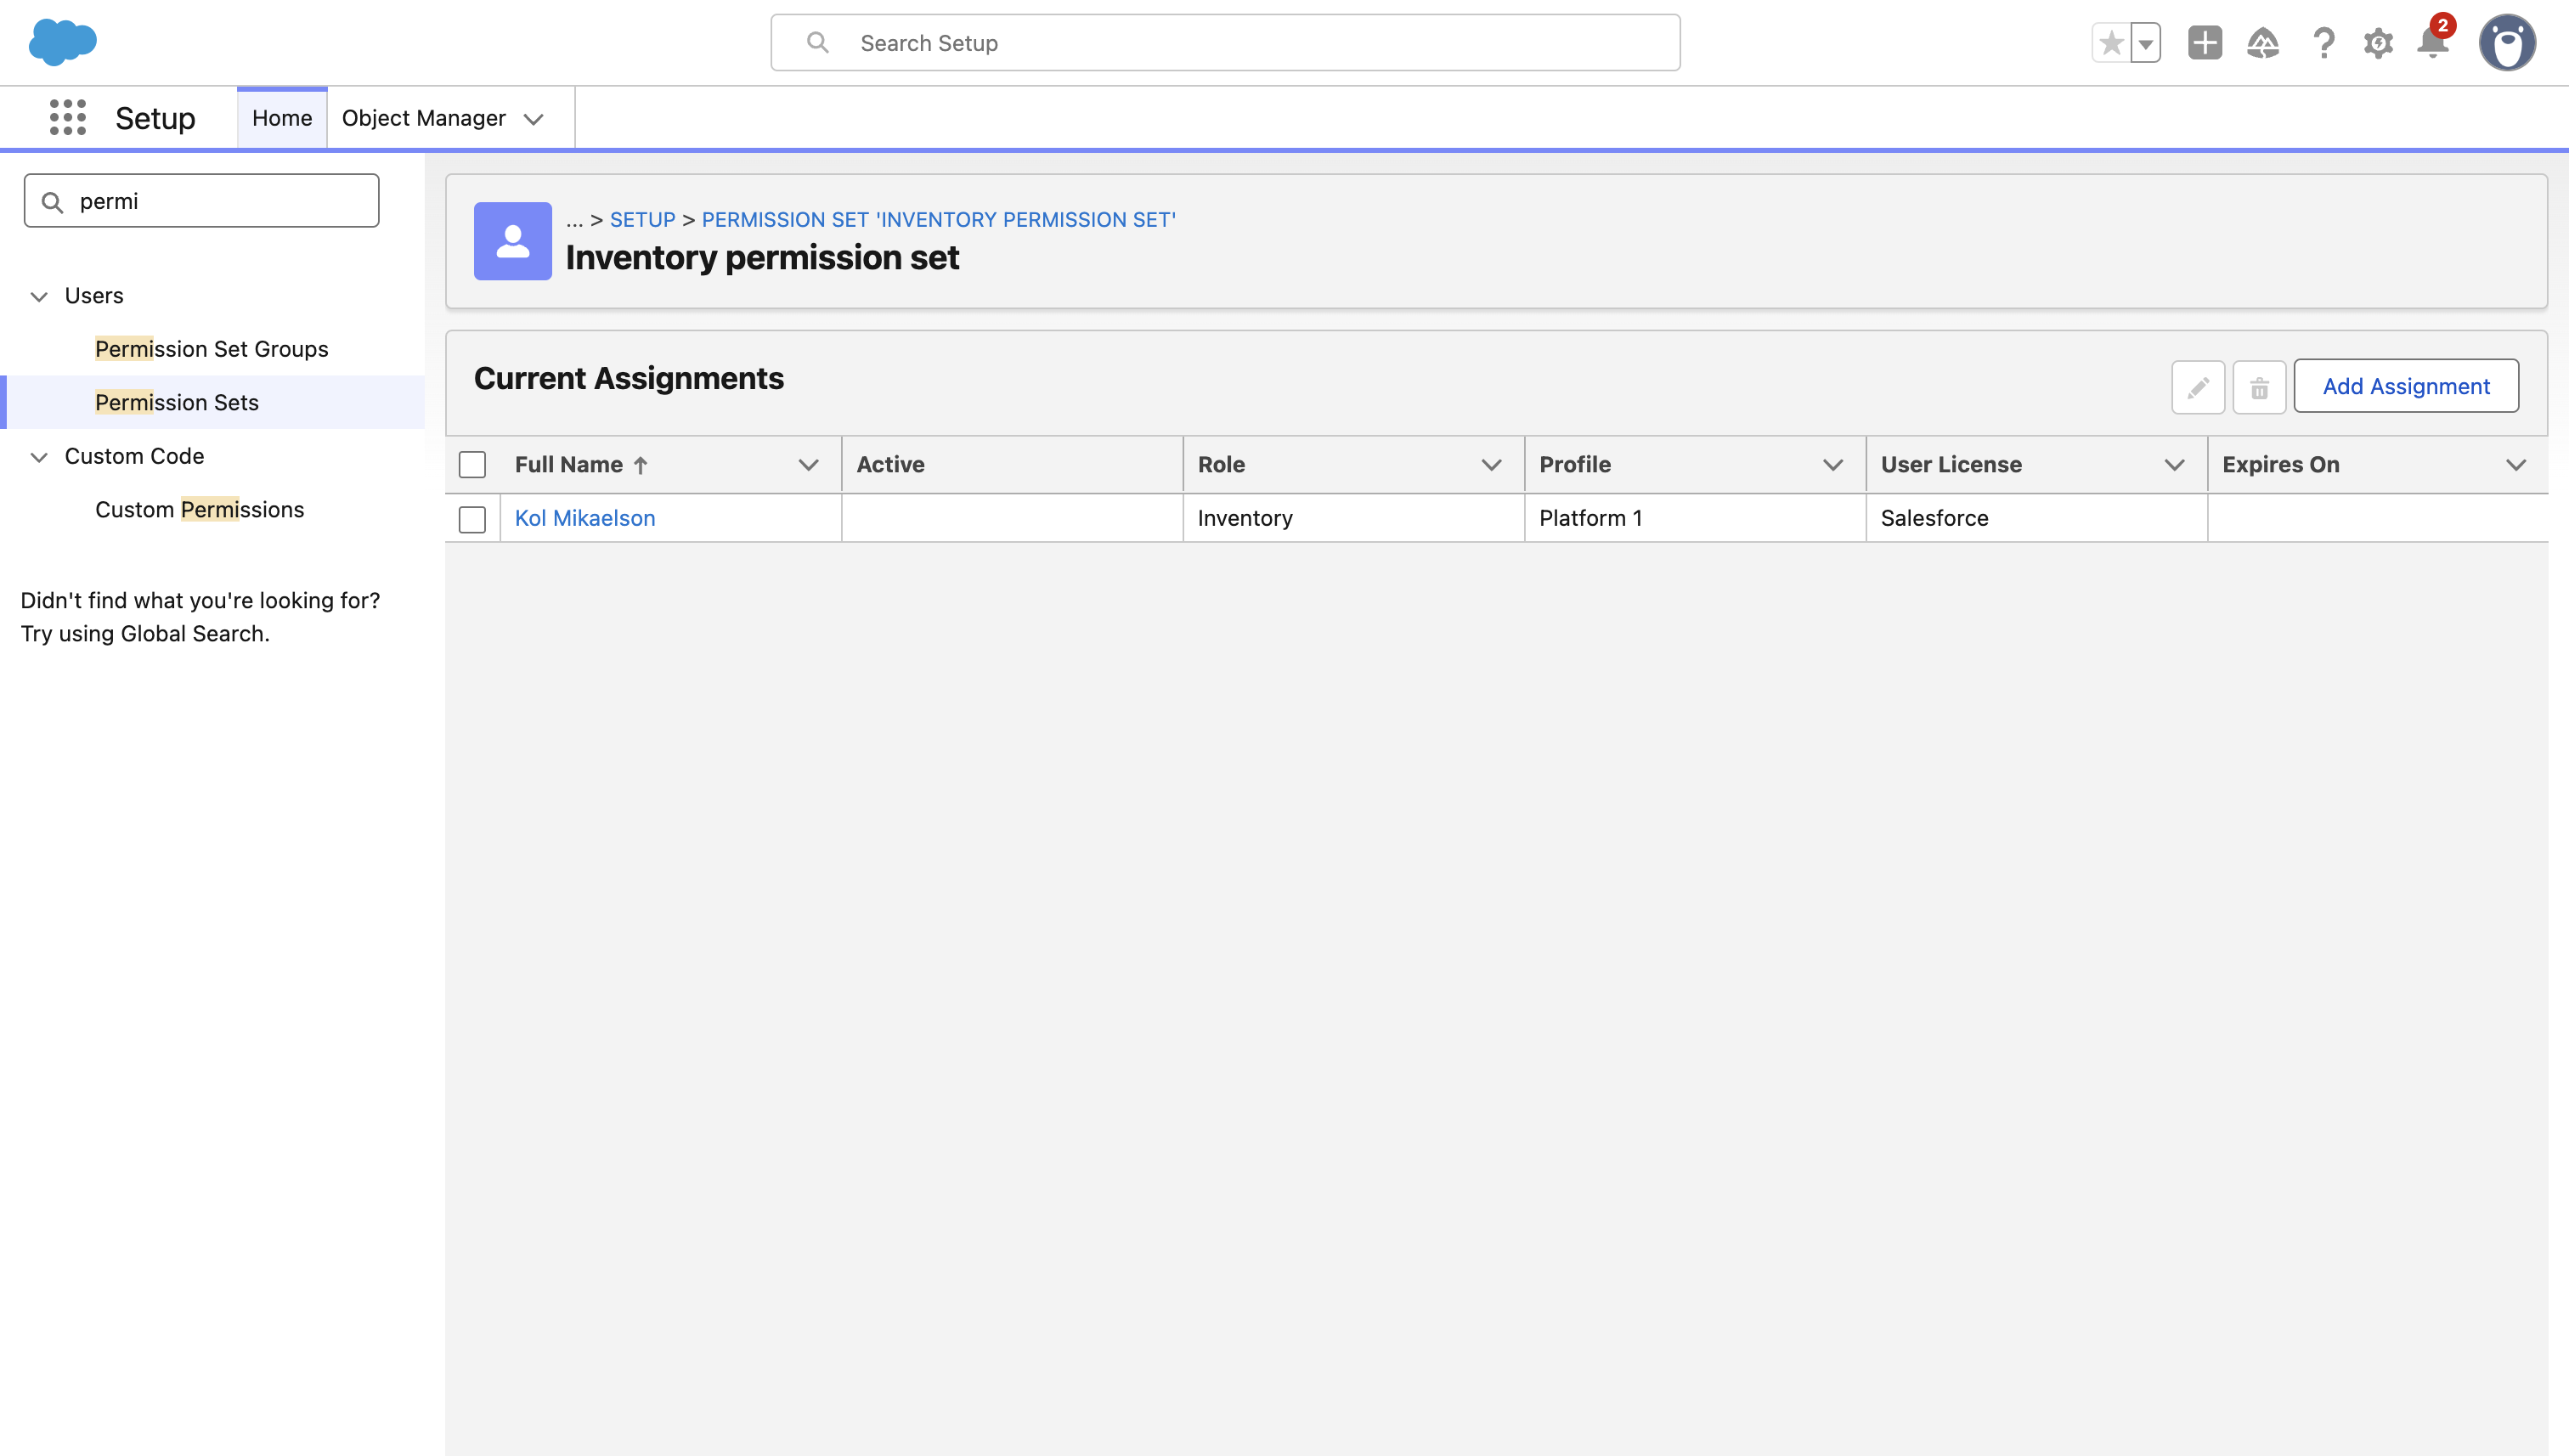 Search Setup
2
Setup
Home
Object Manager
permi
Users
Permission Set Groups
Permission Sets
Custom Code
Custom Permissions
Didn't find what you're looking for?
Try using Global Search.
... > SETUP > PERMISSION SET 'INVENTORY PERMISSION SET'
Inventory permission set
Current Assignments
Add Assignment
Full Name Active Role Profile User License Expires On
Kol Mikaelson Inventory Platform 1 Salesforce